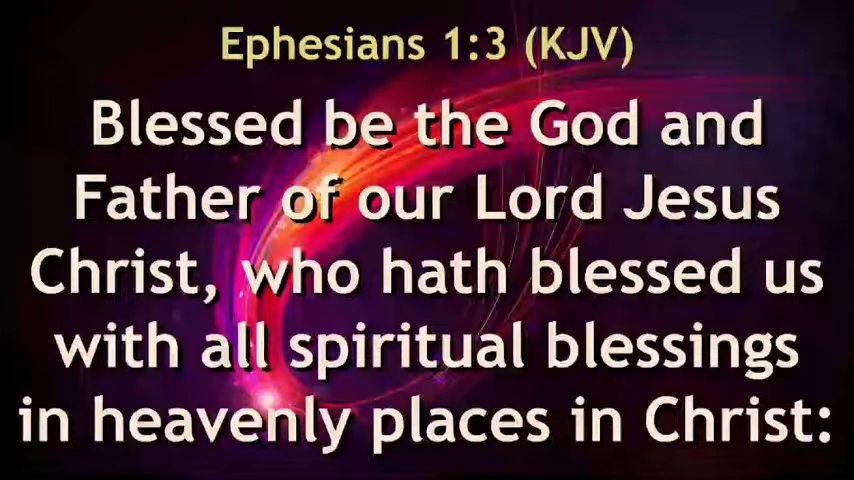 Ephesians 1:3 (KJV)
Blessed be the God and
Father of our Lord Jesus
Christ, who hath blessed us
with all spiritual blessings
in heavenly places in Christ: